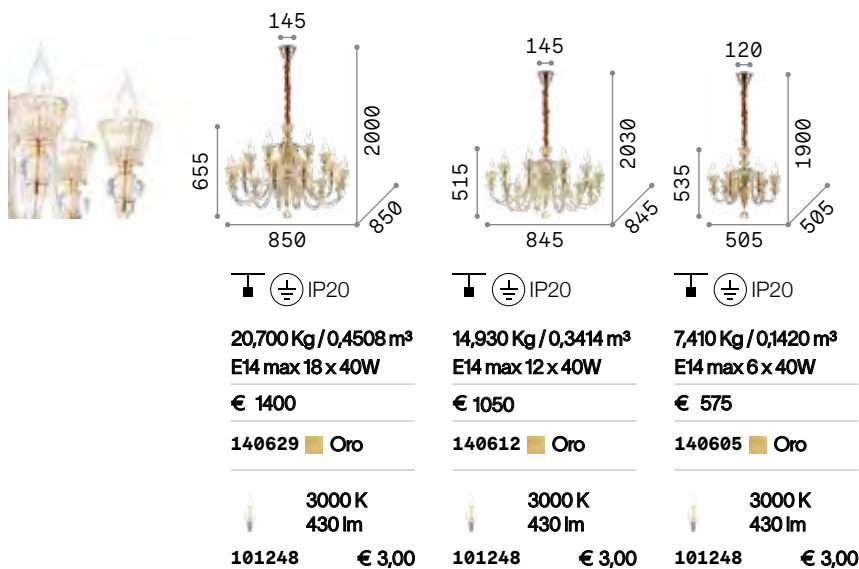 145
2000
655
850
850
IP20
20,700 Kg / 0,4508 m³
E14 max 18 x 40W
€ 1400
140629 Oro
3000 K
430 lm
101248 € 3,00
145
2030
515
845
845
IP20
14,930 Kg / 0,3414 m³
E14 max 12 x 40W
€ 1050
140612 Oro
3000 K
430 lm
101248 € 3,00
120
1900
535
505
505
IP20
7,410 Kg / 0,1420 m³
E14 max 6 x 40W
€ 575
140605 Oro
3000 K
430 lm
101248 € 3,00